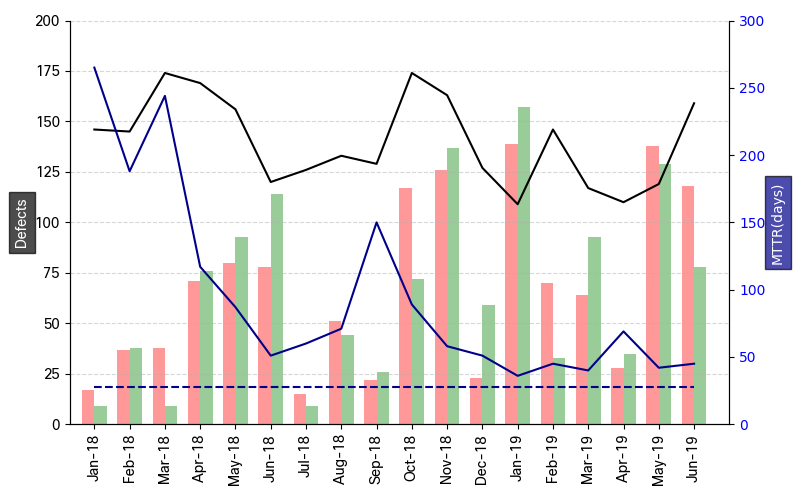 200
175
150
125
100
75
50
25
0
Defects
300
250
200
150
100
50
0
MTTR(days)
Jan-18
Feb-18
Mar-18
Apr-18
May-18
Jun-18
Jul-18
Aug-18
Sep-18
Oct-18
Nov-18
Dec-18
Jan-19
Feb-19
Mar-19
Apr-19
May-19
Jun-19